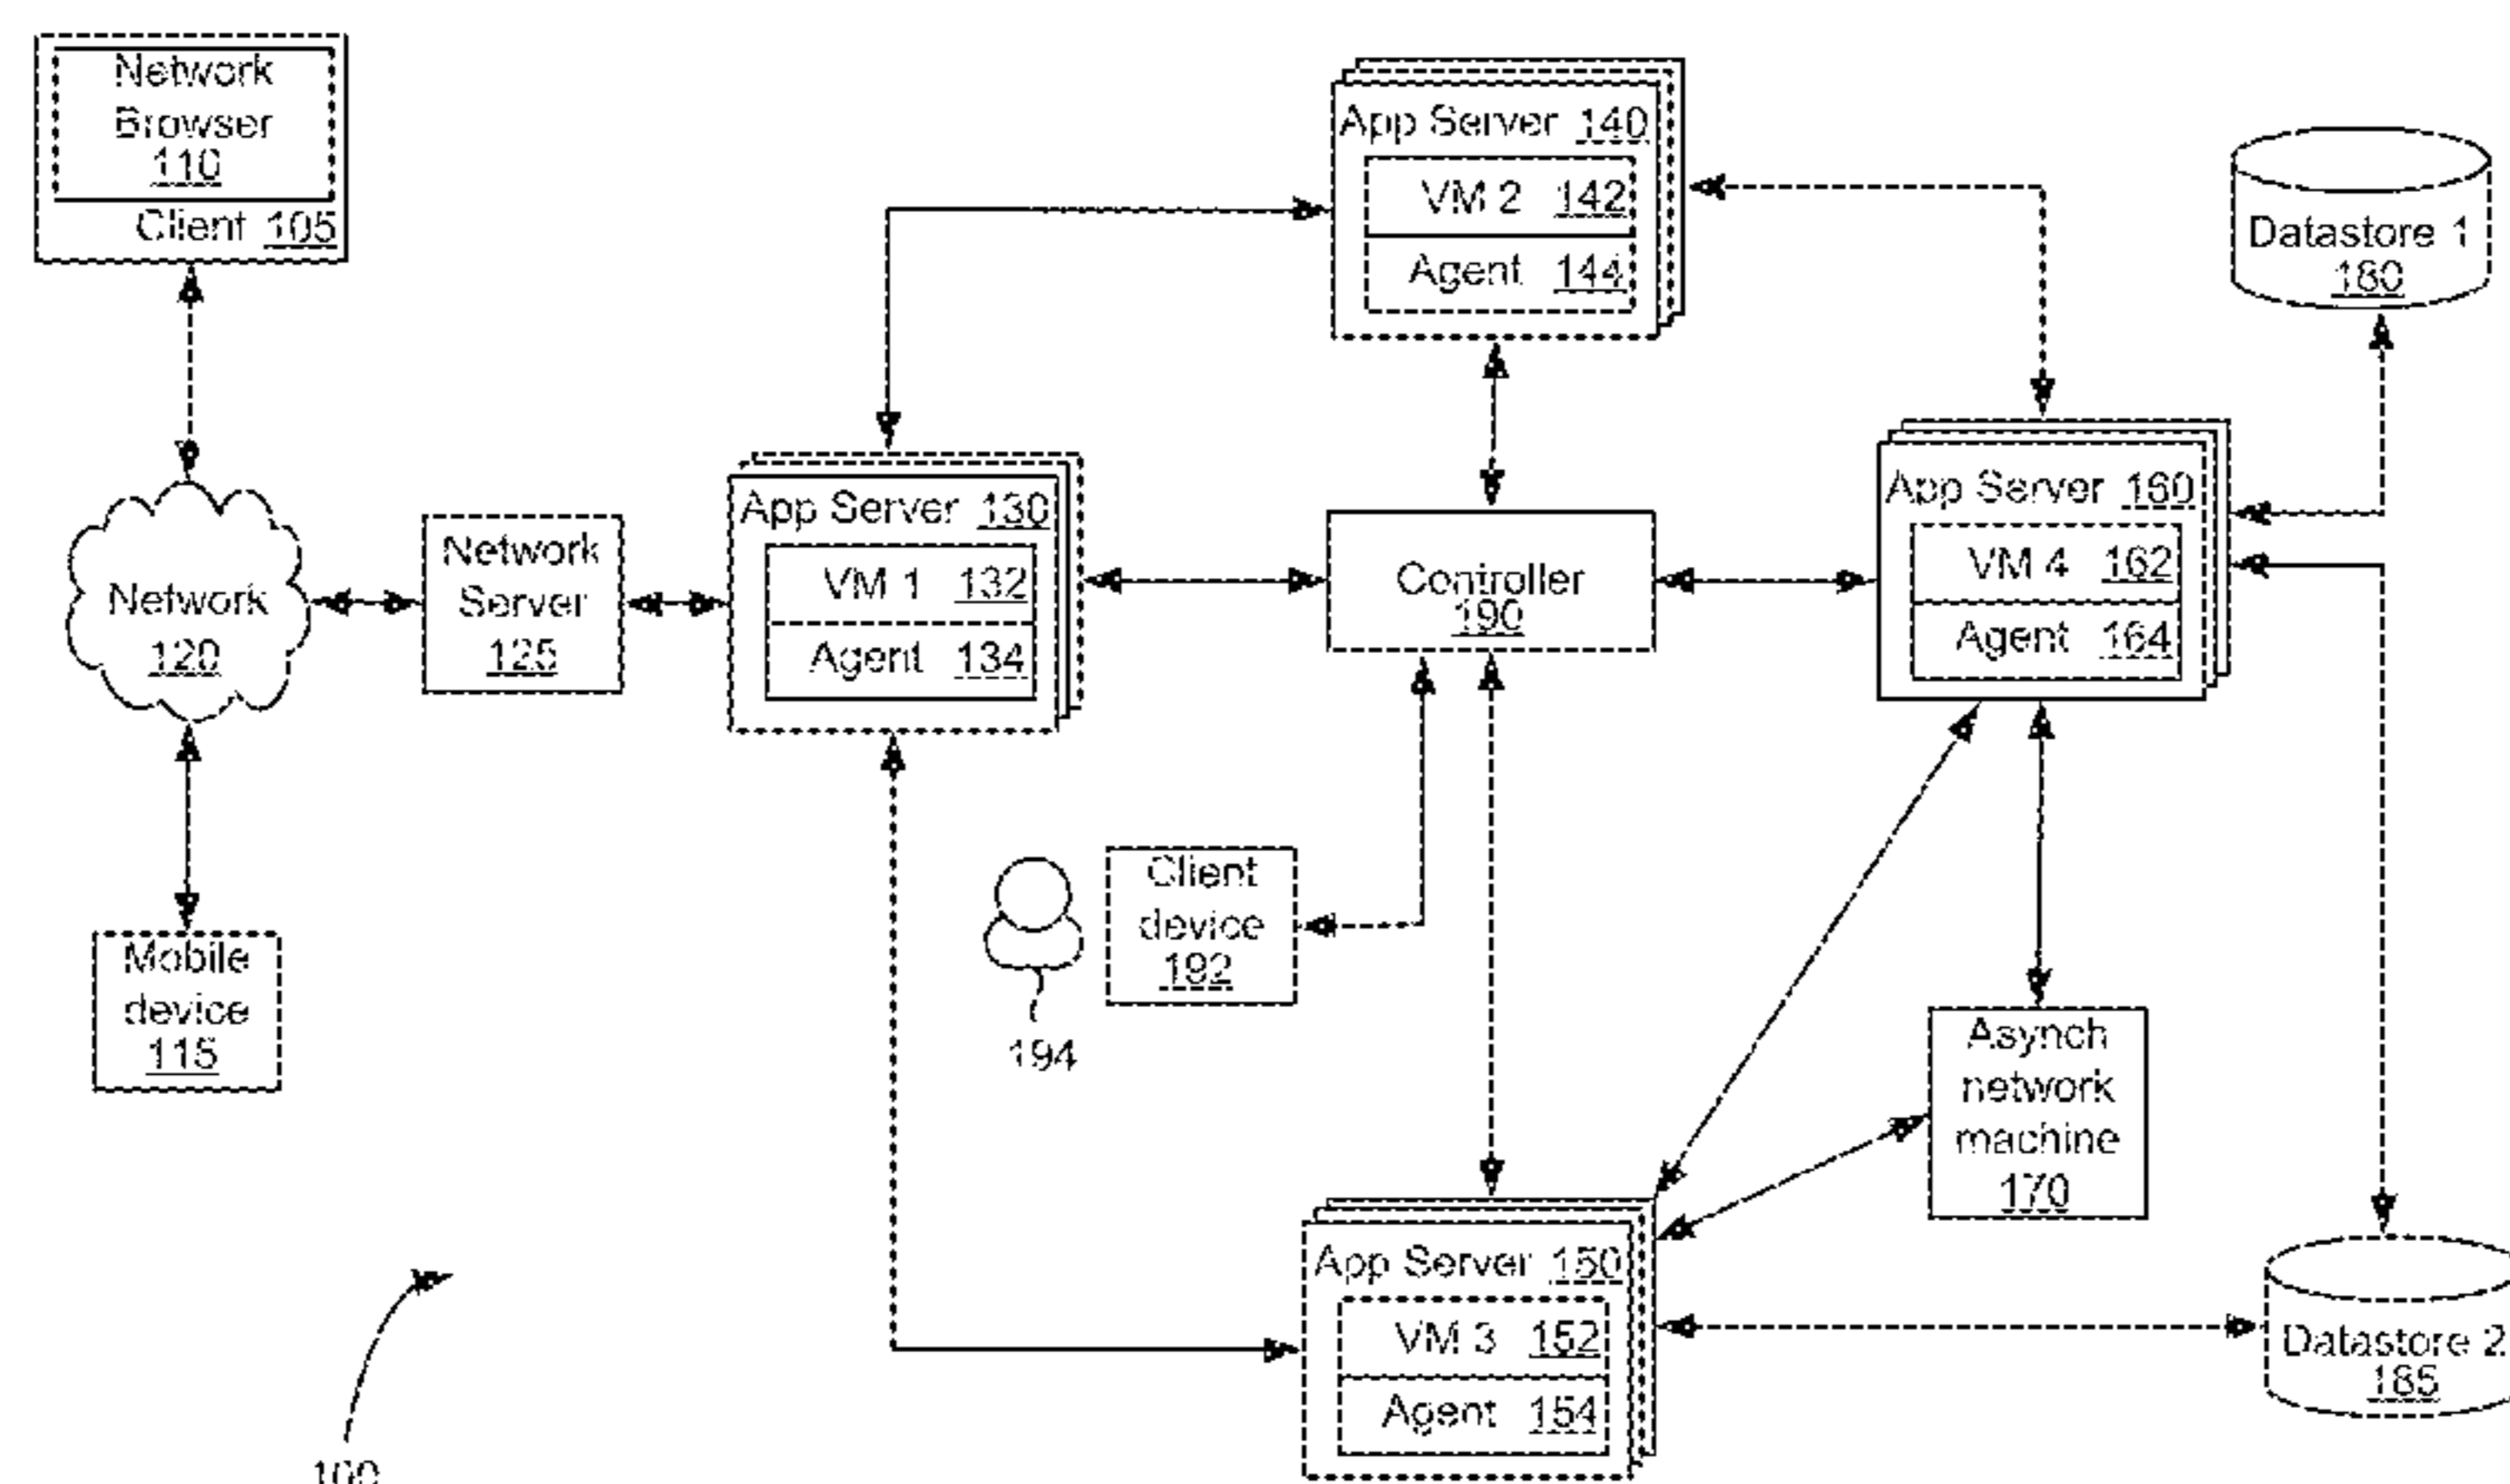 Network
Browser
110
Client 105
App Server 140
VM 2 142
Agent 144
Datastore 1
180
App Server 130
VM 1 132
Agent 134
Network
Server
125
Network
120
Controller
190
App Server 160
VM 4 162
Agent 164
Mobile
device
115
Client
device
192
194
Asynch
network
machine
170
App Server 150
VM 3 152
Agent 154
Datastore 2
185
100